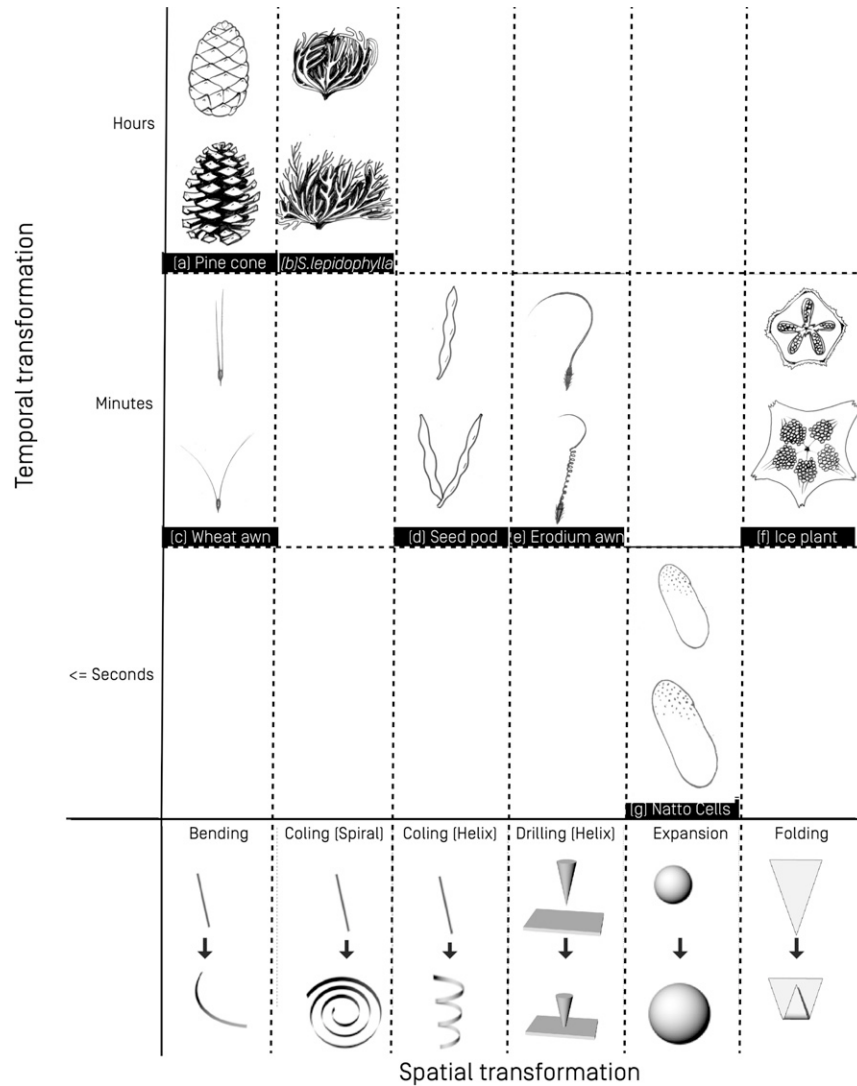 Temporal transformation
Hours
(a) Pine cone
(b)S.lepidophylla
Minutes
(c) Wheat awn
(d) Seed pod
(e) Erodium awn
(f) Ice plant
<= Seconds
(g) Natto Cells
Bending
Coling (Spiral)
Coling (Helix)
Drilling (Helix)
Expansion
Folding
Spatial transformation